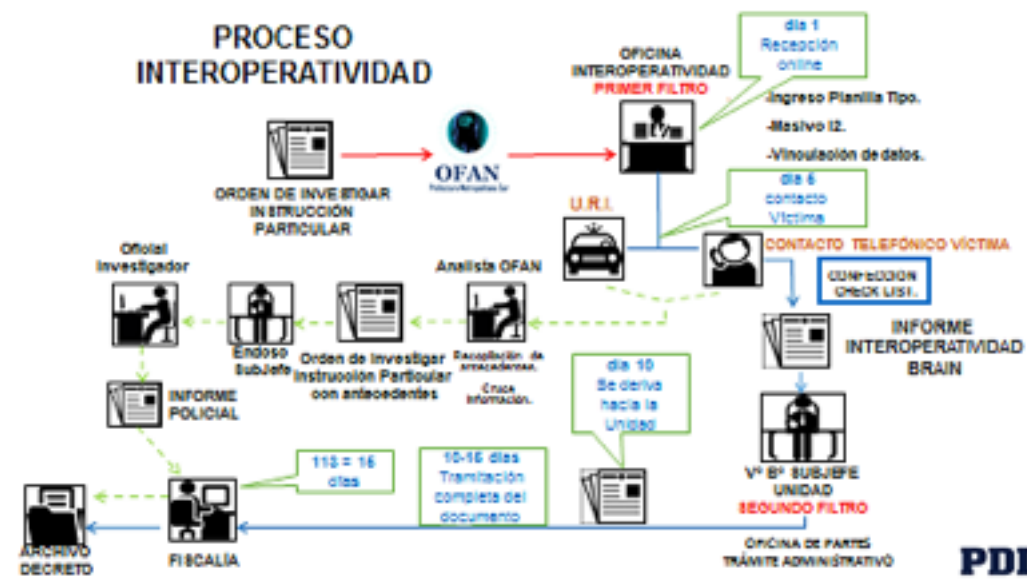 PROCESO
INTEROPERATIVIDAD
ORDEN DE INVESTIGAR
INSTRUCCIÓN
PARTICULAR
OFAN
OFICINA
INTEROPERATIVIDAD
PRIMER FILTRO
día 1
Recepción
online
-Ingreso Planilla Tipo.
-Masivo I2.
-Vinculación de datos.
día 5
contacto
Víctima
U.R.I.
CONTACTO TELEFÓNICO VÍCTIMA
CONFECCIÓN
CHECK LIST.
INFORME
INTEROPERATIVIDAD
BRAIN
Vº Bº SUBJEFE
UNIDAD
SEGUNDO FILTRO
OFICINA DE PARTES
TRÁMITE ADMINISTRATIVO
Analista OFAN
Recopilación de
antecedentes.
Cruce
Información.
Orden de Investigar
Instrucción Particular
con antecedentes
Endoso
SubJefe
Oficial
Investigador
INFORME
POLICIAL
día 10
Se deriva
hacia la
Unidad
10-15 días
Tramitación
completa del
documento
113 = 15
días
FISCALÍA
ARCHIVO
DECRETO
PDI